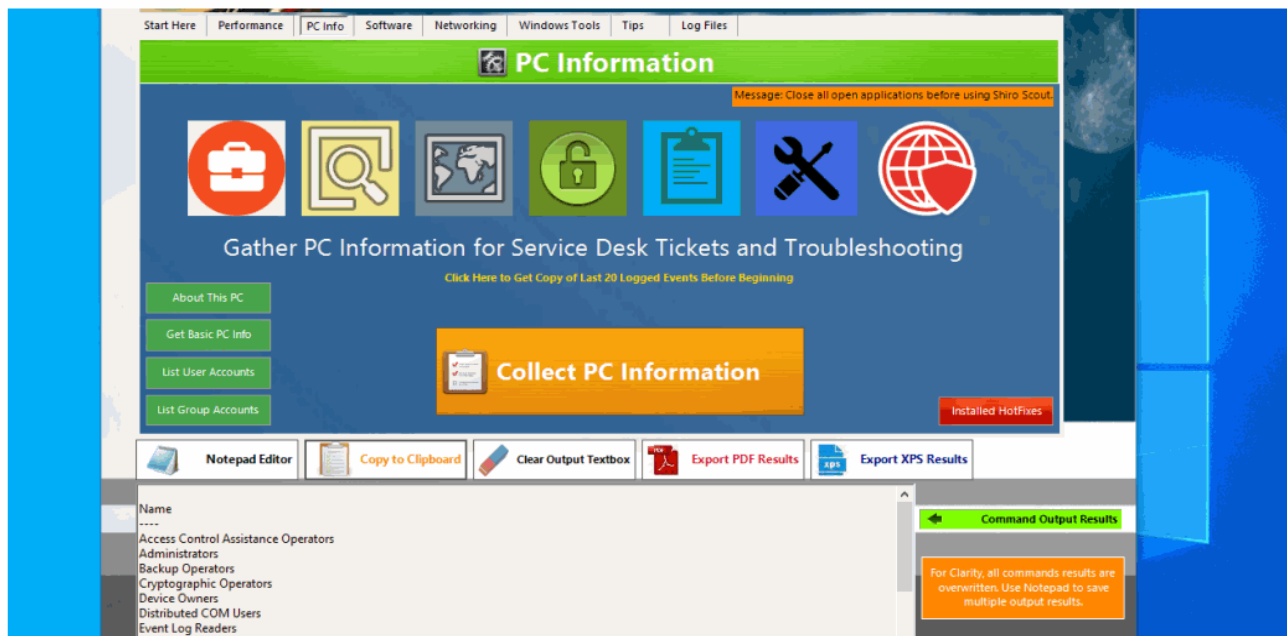 Start Here Performance PC Info Software Networking Windows Tools Tips Log Files
PC Information
Message: Close all open applications before using Shiro Scout.
Gather PC Information for Service Desk Tickets and Troubleshooting
Click Here to Get Copy of Last 20 Logged Events Before Beginning
About This PC
Get Basic PC Info
List User Accounts
List Group Accounts
Collect PC Information
Installed HotFixes
Notepad Editor Copy to Clipboard Clear Output Textbox PDF Export PDF Results xps Export XPS Results
Name
----
Access Control Assistance Operators
Administrators
Backup Operators
Cryptographic Operators
Device Owners
Distributed COM Users
Event Log Readers
Command Output Results
For Clarity, all commands results are
overwritten. Use Notepad to save
multiple output results.